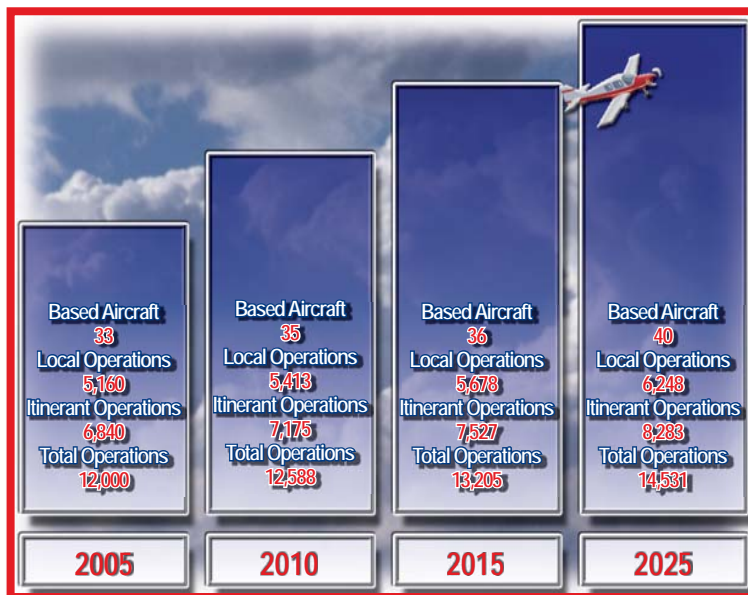 Based Aircraft
33
Local Operations
5,160
Itinerant Operations
6,840
Total Operations
12,000
2005
Based Aircraft
35
Local Operations
5,413
Itinerant Operations
7,175
Total Operations
12,588
2010
Based Aircraft
36
Local Operations
5,678
Itinerant Operations
7,527
Total Operations
13,205
2015
Based Aircraft
40
Local Operations
6,248
Itinerant Operations
8,283
Total Operations
14,531
2025